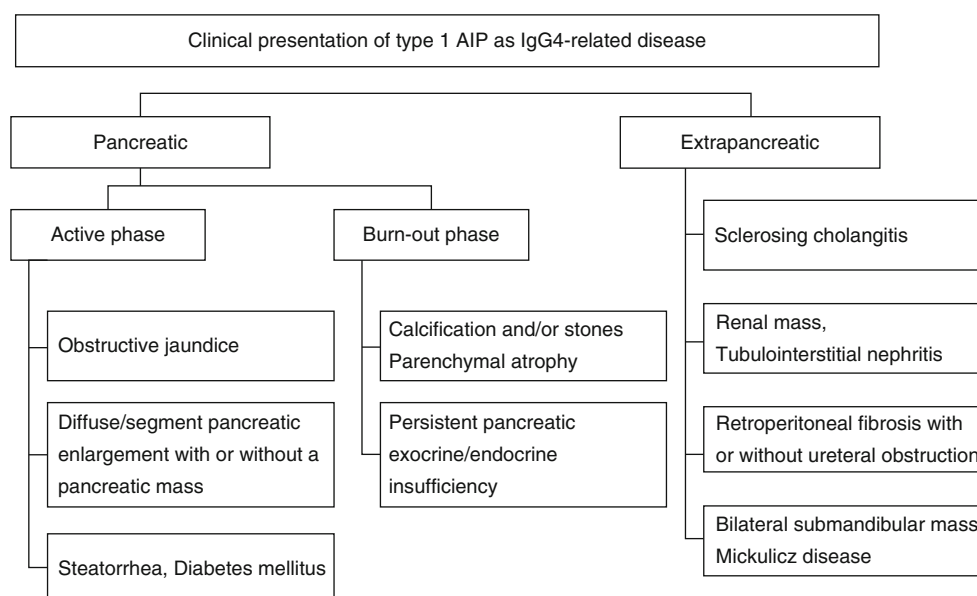 Clinical presentation of type 1 AIP as IgG4-related disease
Pancreatic
Extrapancreatic
Active phase
Burn-out phase
Obstructive jaundice
Diffuse/segment pancreatic
enlargement with or without a
pancreatic mass
Steatorrhea, Diabetes mellitus
Calcification and/or stones
Parenchymal atrophy
Persistent pancreatic
exocrine/endocrine
insufficiency
Sclerosing cholangitis
Renal mass,
Tubulointerstitial nephritis
Retroperitoneal fibrosis with
or without ureteral obstruction
Bilateral submandibular mass
Mickulicz disease